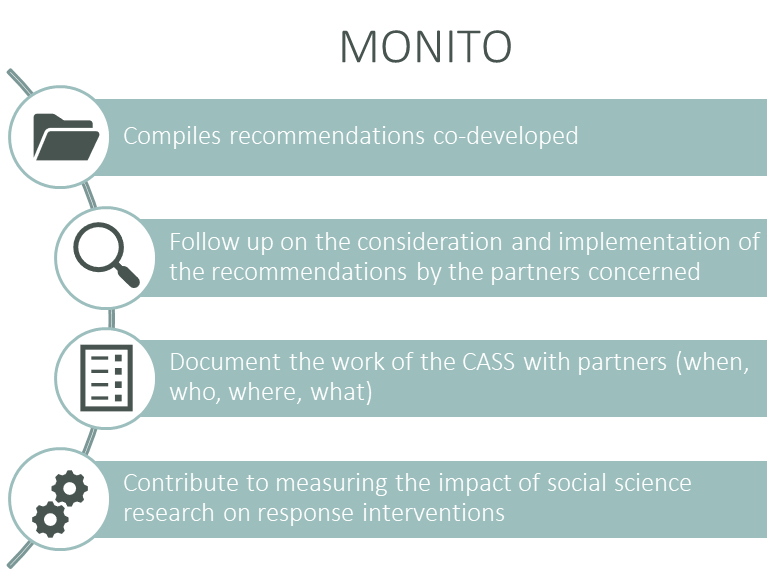 MONITO
Compiles recommendations co-developed
Follow up on the consideration and implementation of
the recommendations by the partners concerned
Document the work of the CASS with partners (when,
who, where, what)
Contribute to measuring the impact of social science
research on response interventions